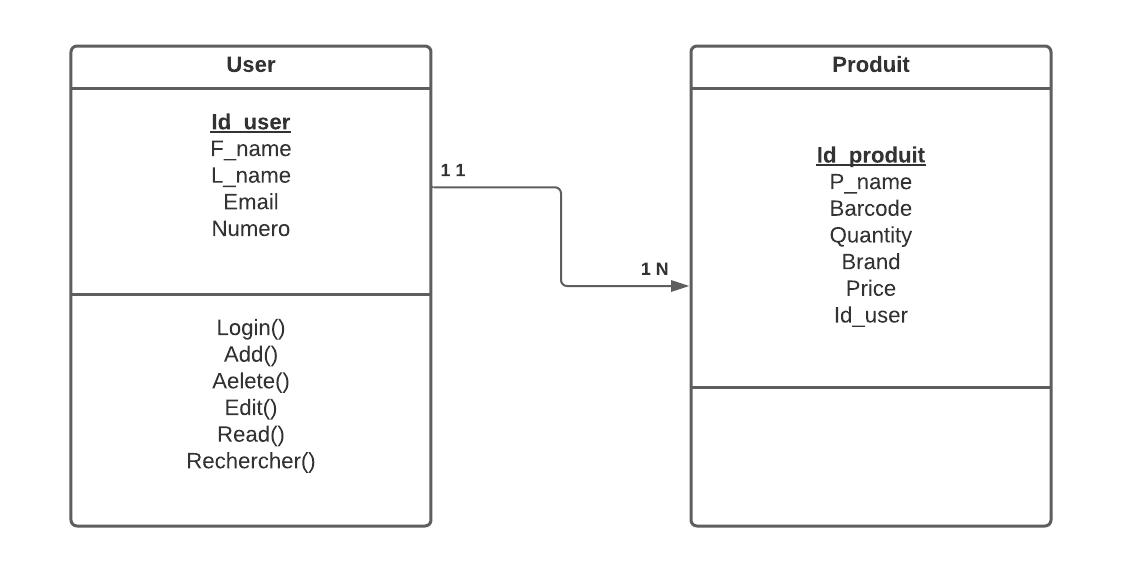 User
Id_user
F_name
L_name
Email
Numero
Login()
Add()
Aelete()
Edit()
Read()
Rechercher()
1 1
1 N
Produit
Id_produit
P_name
Barcode
Quantity
Brand
Price
Id_user